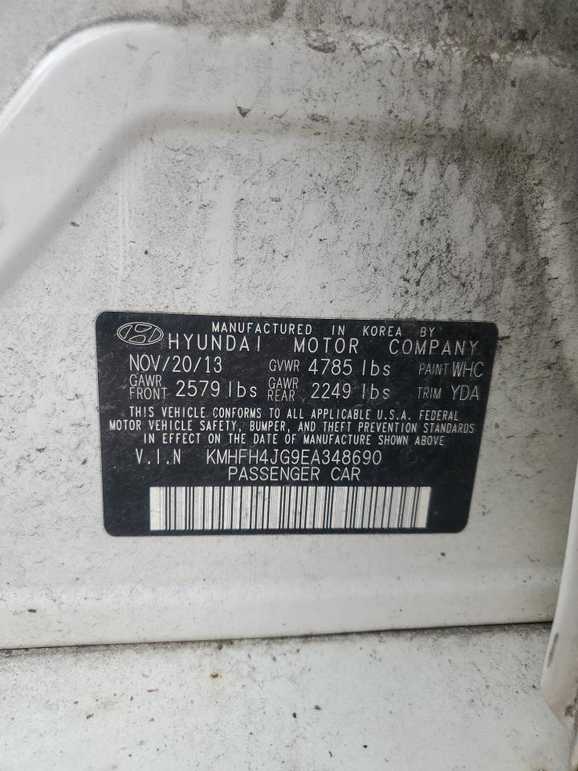 MANUFACTURED IN KOREA BY
HYUNDAI MOTOR COMPANY
NOV/20/13 GVWR 4785 lbs PAINT WHC
GAWR FRONT 2579 lbs GAWR REAR 2249 lbs TRIM YDA
THIS VEHICLE CONFORMS TO ALL APPLICABLE U.S.A. FEDERAL
MOTOR VEHICLE SAFETY, BUMPER, AND THEFT PREVENTION STANDARDS
IN EFFECT ON THE DATE OF MANUFACTURE SHOWN ABOVE
V.I.N KMHFH4JG9EA348690
PASSENGER CAR